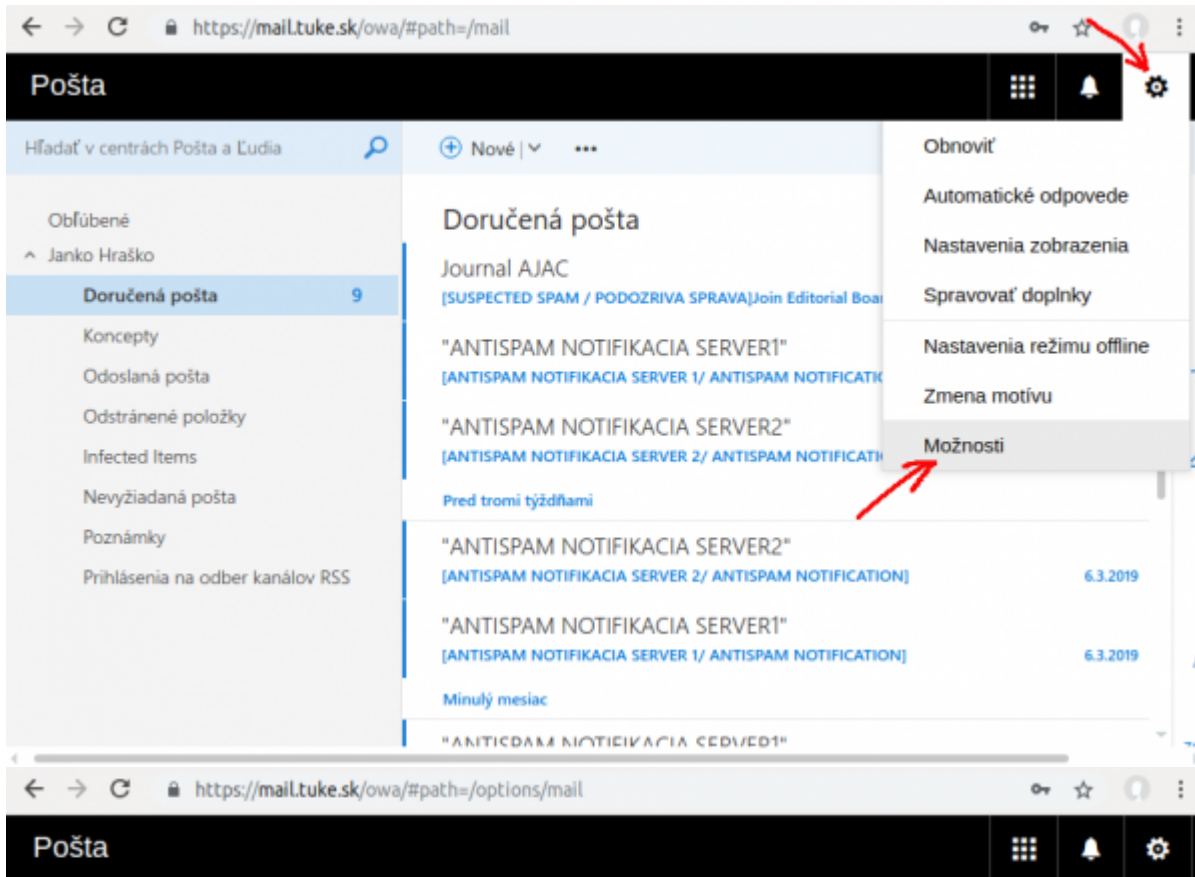 https://mail.tuke.sk/owa/#path=/mail
Pošta
Hľadať v centrách Pošta a Ľudia
Nové
Obnoviť
Automatické odpovede
Nastavenia zobrazenia
Spravovať doplnky
Nastavenia režimu offline
Zmena motívu
Možnosti
Obľúbené
Janko Hraško
Doručená pošta 9
Koncepty
Odoslaná pošta
Odstránené položky
Infected Items
Nevyžiadaná pošta
Poznámky
Prihlásenia na odber kanálov RSS
Doručená pošta
Journal AJAC
[SUSPECTED SPAM / PODOZRIVA SPRAVA]Join Editorial Boa
"ANTISPAM NOTIFIKACIA SERVER1"
[ANTISPAM NOTIFIKACIA SERVER 1/ ANTISPAM NOTIFICATIO
"ANTISPAM NOTIFIKACIA SERVER2"
[ANTISPAM NOTIFIKACIA SERVER 2/ ANTISPAM NOTIFICATI
Pred tromi týždňami
"ANTISPAM NOTIFIKACIA SERVER2"
[ANTISPAM NOTIFIKACIA SERVER 2/ ANTISPAM NOTIFICATION] 6.3.2019
"ANTISPAM NOTIFIKACIA SERVER1"
[ANTISPAM NOTIFIKACIA SERVER 1/ ANTISPAM NOTIFICATION] 6.3.2019
Minulý mesiac
"ANTISPAM NOTIFIKACIA SERVER1"
https://mail.tuke.sk/owa/#path=/options/mail
Pošta